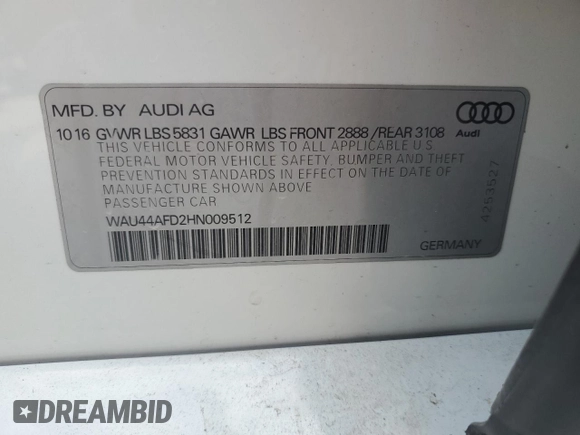 MFD. BY AUDI AG
10 16 GVWR LBS 5831 GAWR LBS FRONT 2888 /REAR 3108
Audi
THIS VEHICLE CONFORMS TO ALL APPLICABLE U S
FEDERAL MOTOR VEHICLE SAFETY, BUMPER AND THEFT
PREVENTION STANDARDS IN EFFECT ON THE DATE OF
MANUFACTURE SHOWN ABOVE
PASSENGER CAR
WAU44AFD2HN009512
4253527
GERMANY
DREAMBID